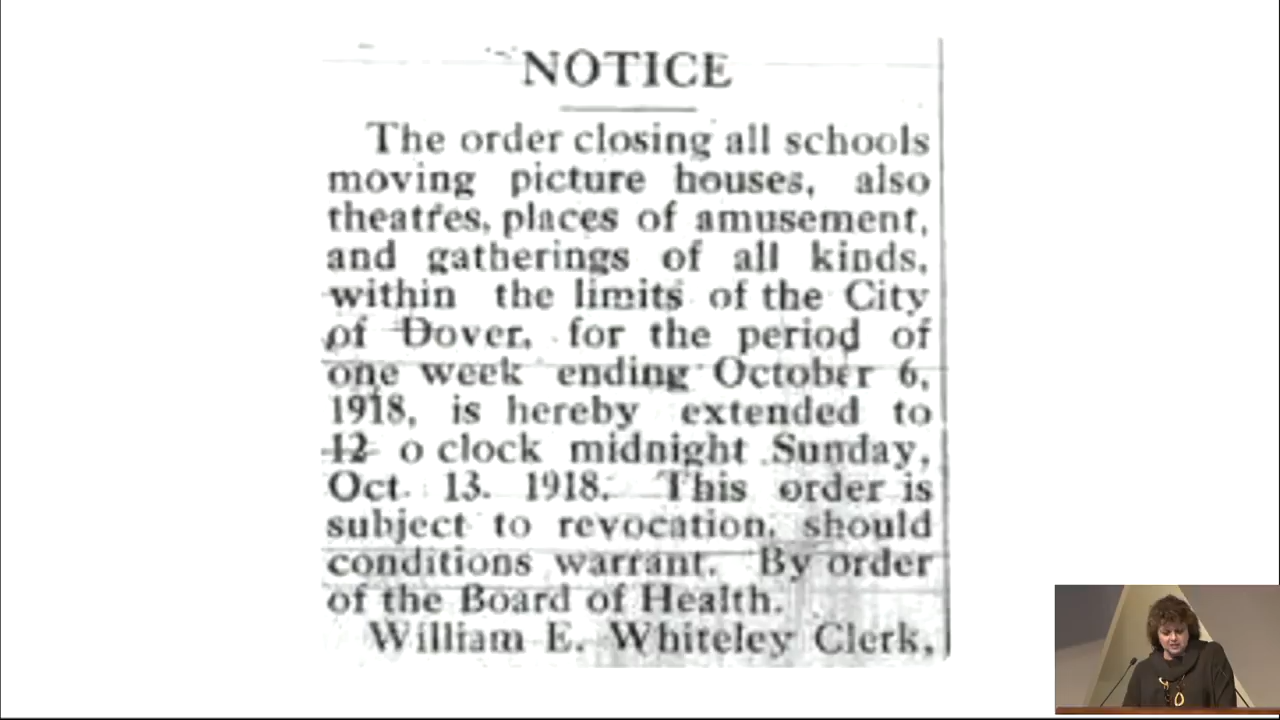 NOTICE
The order closing all schools
moving picture houses, also
theatres, places of amusement,
and gatherings of all kinds,
within the limits of the City
of Dover, for the period of
one week ending October 6,
1918, is hereby extended to
12 o clock midnight Sunday,
Oct. 13. 1918. This order is
subject to revocation, should
conditions warrant. By order
of the Board of Health.
William E. Whiteley Clerk,